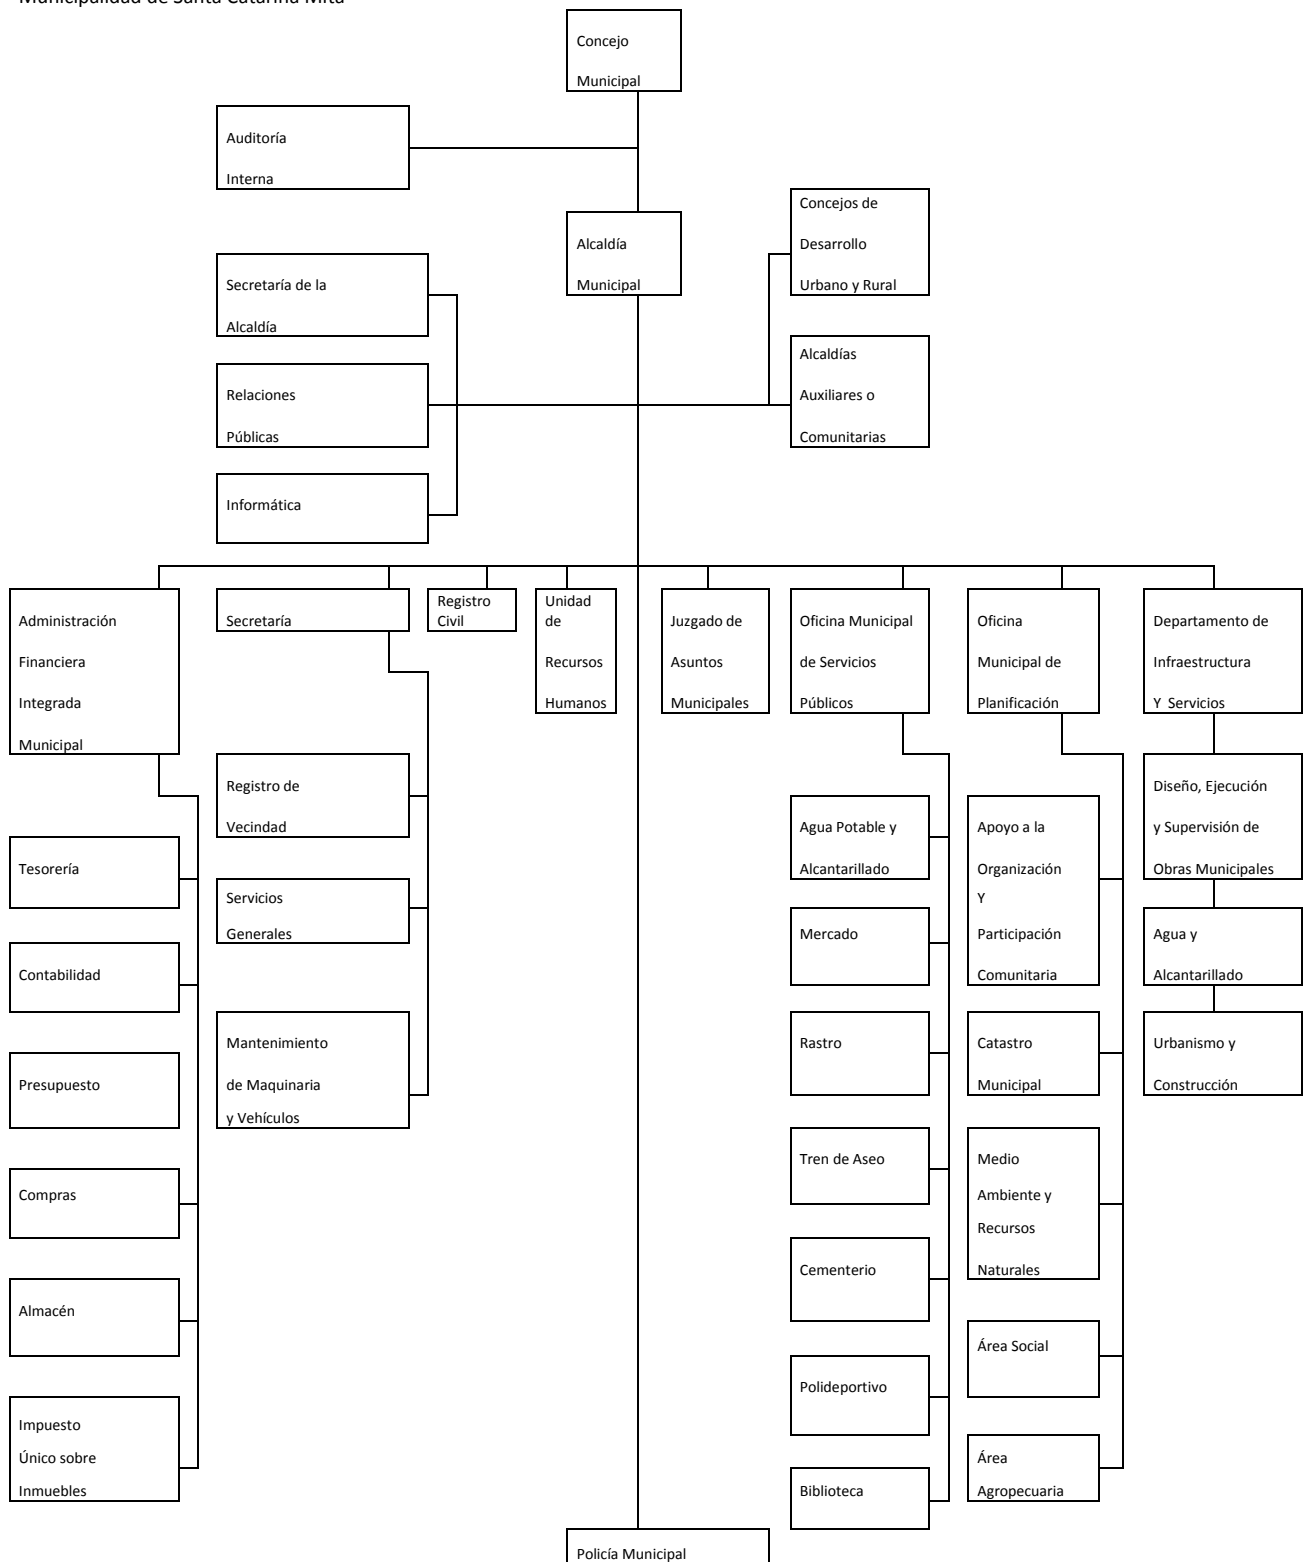 Municipalidad de Santa Catarina Mita
Concejo
Municipal
Auditoría
Interna
Alcaldía
Municipal
Concejos de
Desarrollo
Urbano y Rural
Secretaría de la
Alcaldía
Alcaldías
Auxiliares o
Comunitarias
Relaciones
Públicas
Informática
Administración
Financiera
Integrada
Municipal
Secretaría
Registro
Civil
Unidad
de
Recursos
Humanos
Juzgado de
Asuntos
Municipales
Oficina Municipal
de Servicios
Públicos
Oficina
Municipal de
Planificación
Departamento de
Infraestructura
Y Servicios
Tesorería
Contabilidad
Presupuesto
Compras
Almacén
Impuesto
Único sobre
Inmuebles
Registro de
Vecindad
Servicios
Generales
Mantenimiento
de Maquinaria
y Vehículos
Agua Potable y
Alcantarillado
Mercado
Rastro
Tren de Aseo
Cementerio
Polideportivo
Biblioteca
Apoyo a la
Organización
Y
Participación
Comunitaria
Catastro
Municipal
Medio
Ambiente y
Recursos
Naturales
Área Social
Área
Agropecuaria
Diseño, Ejecución
y Supervisión de
Obras Municipales
Agua y
Alcantarillado
Urbanismo y
Construcción
Policía Municipal